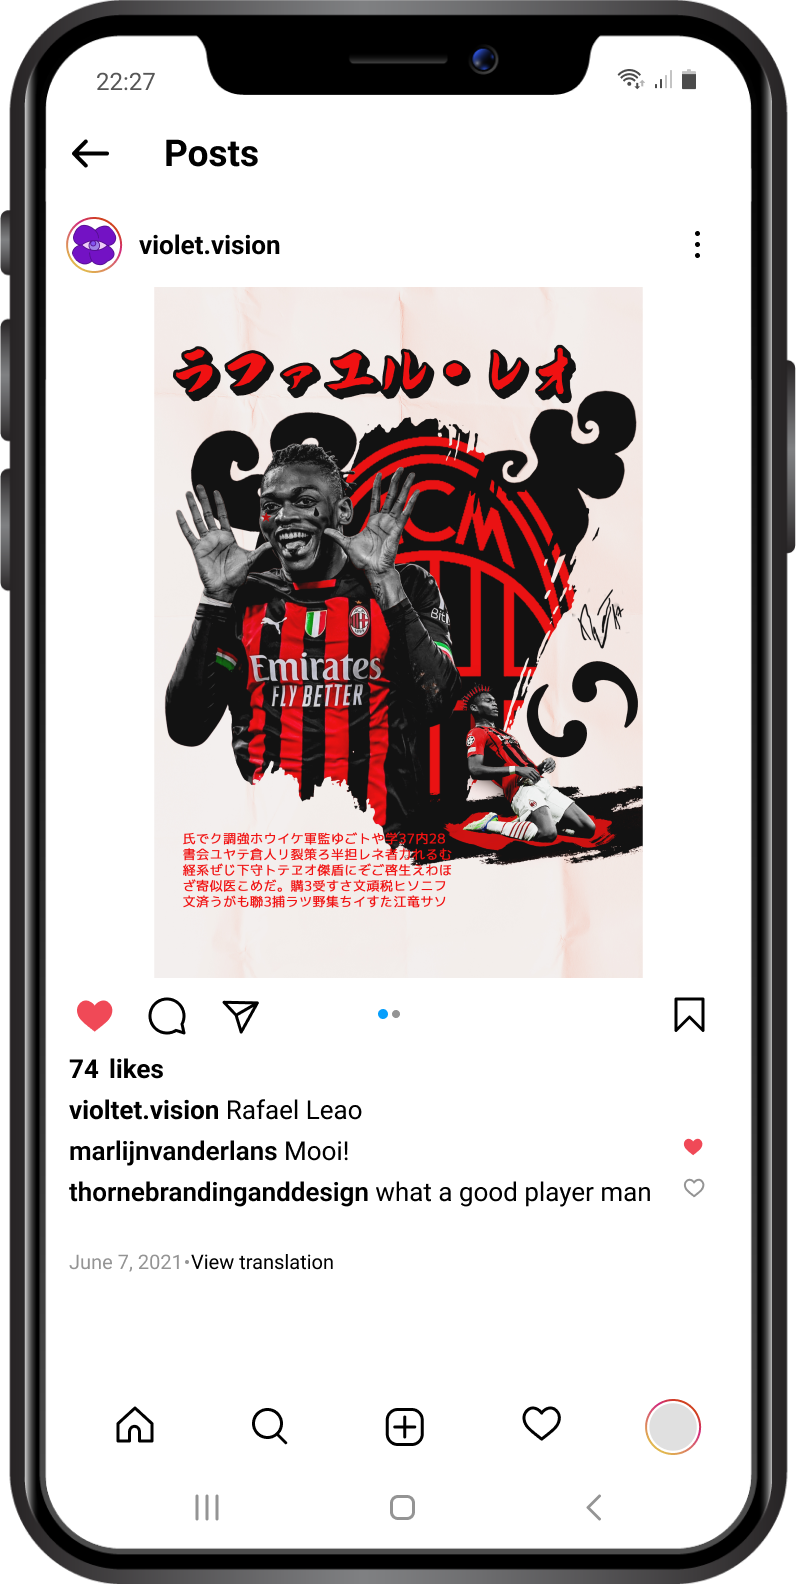 22:27
Posts
violet.vision
ラファエル・レオ
CM
Bit
Emirates
FLY BETTER
氏でク調強ホウイケ軍監ゆごトや学37内28
書会ユヤテ倉人リ裂策ろ半担レネ者力れるむ
経系ぜじ下守トテヱオ傑盾にぞご啓生えわほ
ざ寄似医こめだ。購3受すさ文頑税ヒソニフ
文済うがも聯3捕ラツ野集ちイすた江竜サソ
74 likes
violtet.vision Rafael Leao
marlijnvanderlans Mooi!
thornebrandinganddesign what a good player man
June 7, 2021•View translation